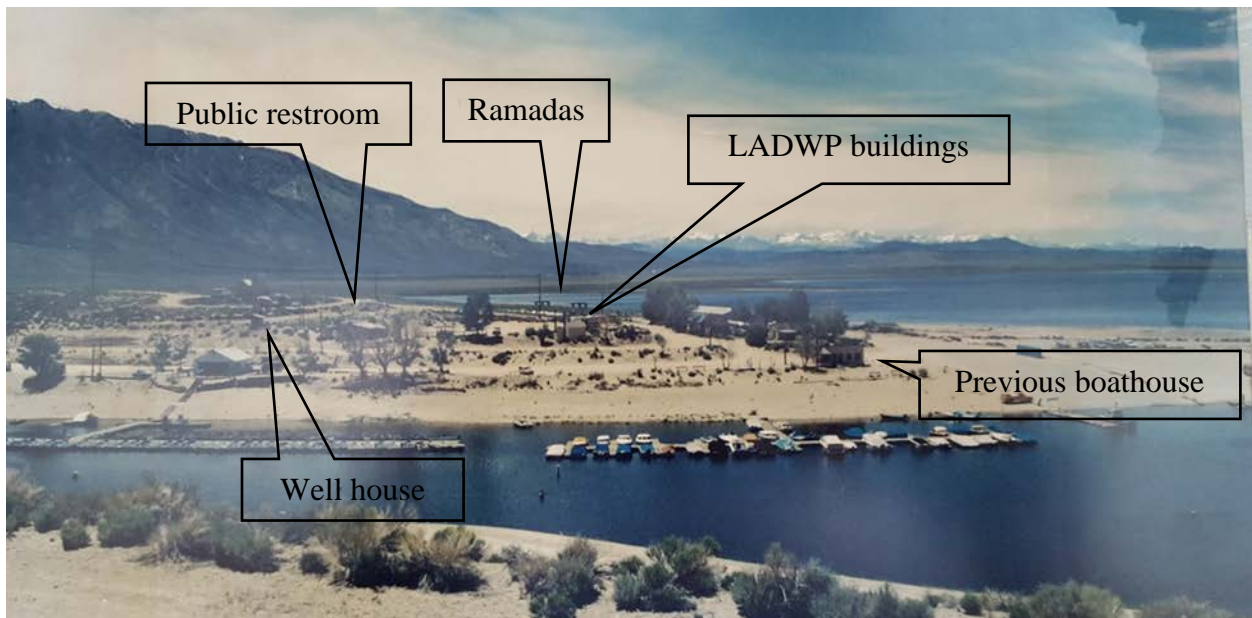 Public restroom
Ramadas
LADWP buildings
Previous boathouse
Well house